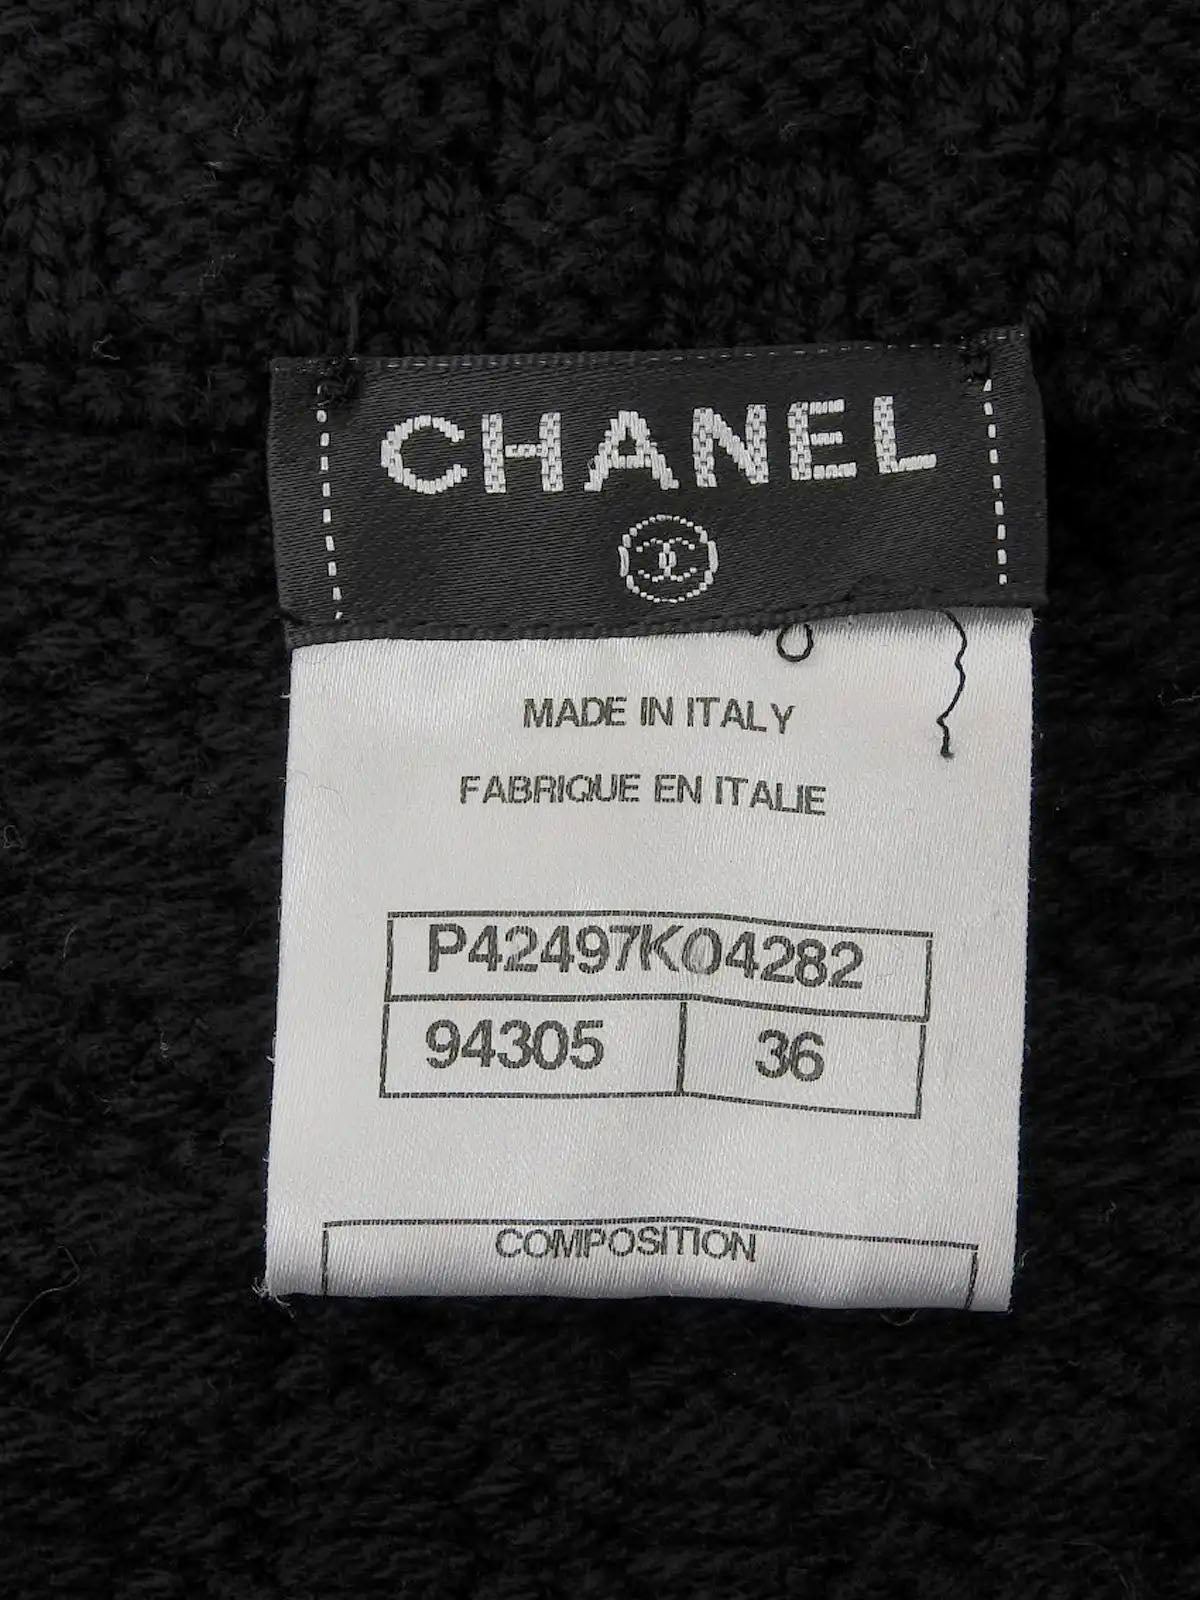 CHANEL
MADE IN ITALY
FABRIQUE EN ITALIE
P42497K04282
94305 36
COMPOSITION